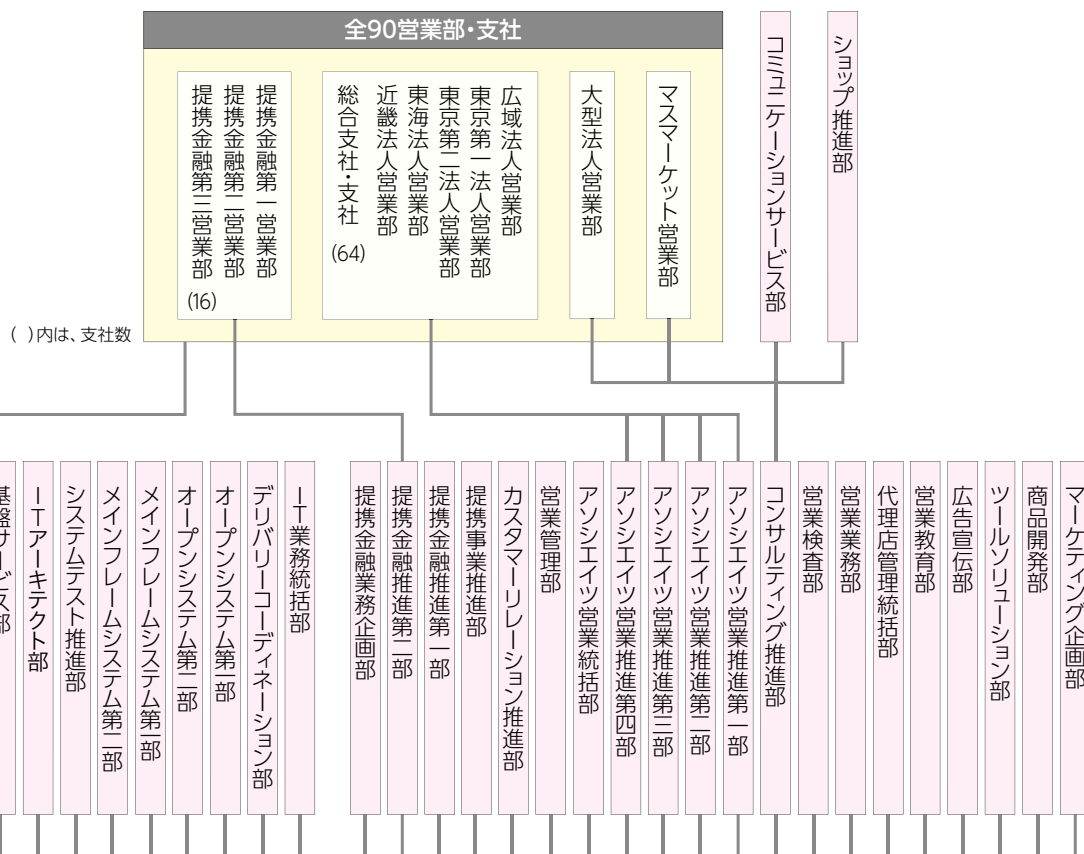 全90営業部・支社
ショップ推進部
コミュニケーションサービス部
マスマーケット営業部
大型法人営業部
広域法人営業部
東京第一法人営業部
東京第二法人営業部
東海法人営業部
近畿法人営業部
総合支社・支社
(64)
提携金融第一営業部
提携金融第二営業部
提携金融第三営業部
(16)
( )内は、支社数
マーケティング企画部
商品開発部
ツールソリューション部
広告宣伝部
営業教育部
代理店管理統括部
営業業務部
営業検査部
コンサルティング推進部
アソシエイツ営業推進第一部
アソシエイツ営業推進第二部
アソシエイツ営業推進第三部
アソシエイツ営業推進第四部
アソシエイツ営業統括部
営業管理部
カスタマーリレーション推進部
提携事業推進部
提携金融推進第一部
提携金融推進第二部
提携金融業務企画部
IT業務統括部
デリバリーコーディネーション部
オープンシステム第一部
オープンシステム第二部
メインフレームシステム第一部
メインフレームシステム第二部
システムテスト推進部
ITアーキテクト部
基盤サービス部